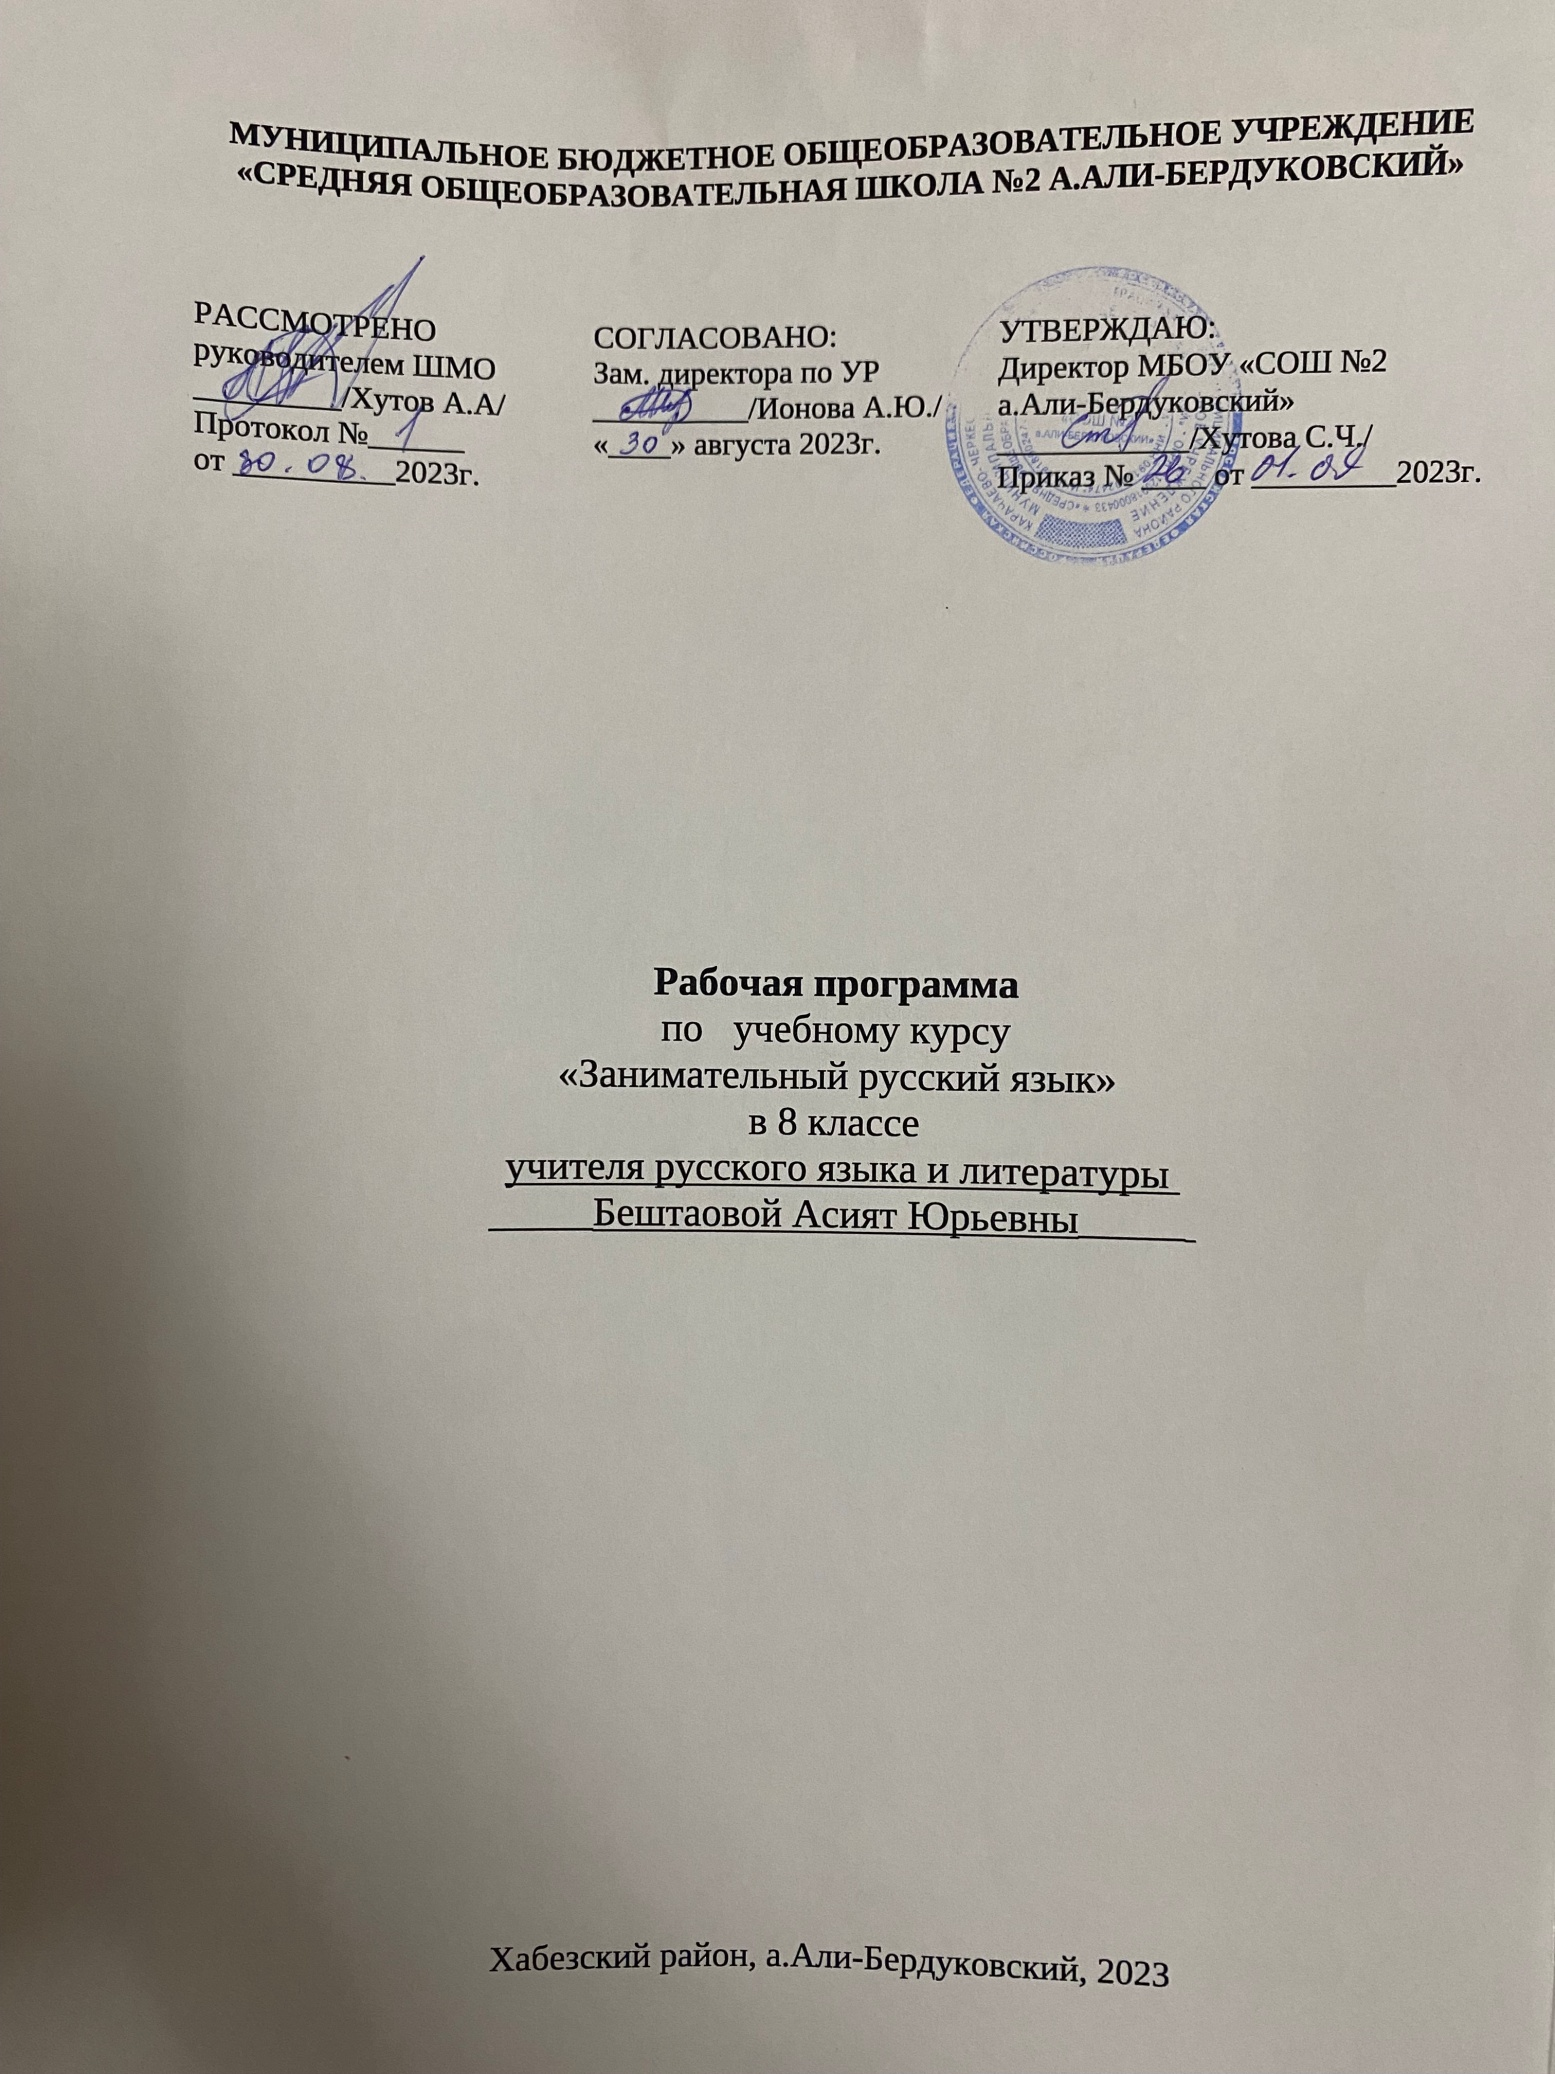 МУНИЦИПАЛЬНОЕ БЮДЖЕТНОЕ ОБЩЕОБРАЗОВАТЕЛЬНОЕ УЧРЕЖДЕНИЕ
«СРЕДНЯЯ ОБЩЕОБРАЗОВАТЕЛЬНАЯ ШКОЛА №2 А.АЛИ-БЕРДУКОВСКИЙ»
РАССМОТРЕНО
руководителем ШМО
_________/Хутов А.А/
Протокол № 1
от 30.08. 2023г.
СОГЛАСОВАНО:
Зам. директора по УР
_________/Ионова А.Ю./
«30» августа 2023г.
УТВЕРЖДАЮ:
Директор МБОУ «СОШ №2
а.Али-Бердуковский»
___________/Хутова С.Ч./
Приказ № 26 от 01.09 2023г.
Рабочая программа
по учебному курсу
«Занимательный русский язык»
в 8 классе
учителя русского языка и литературы
Бештаовой Асият Юрьевны
Хабезский район, а.Али-Бердуковский, 2023